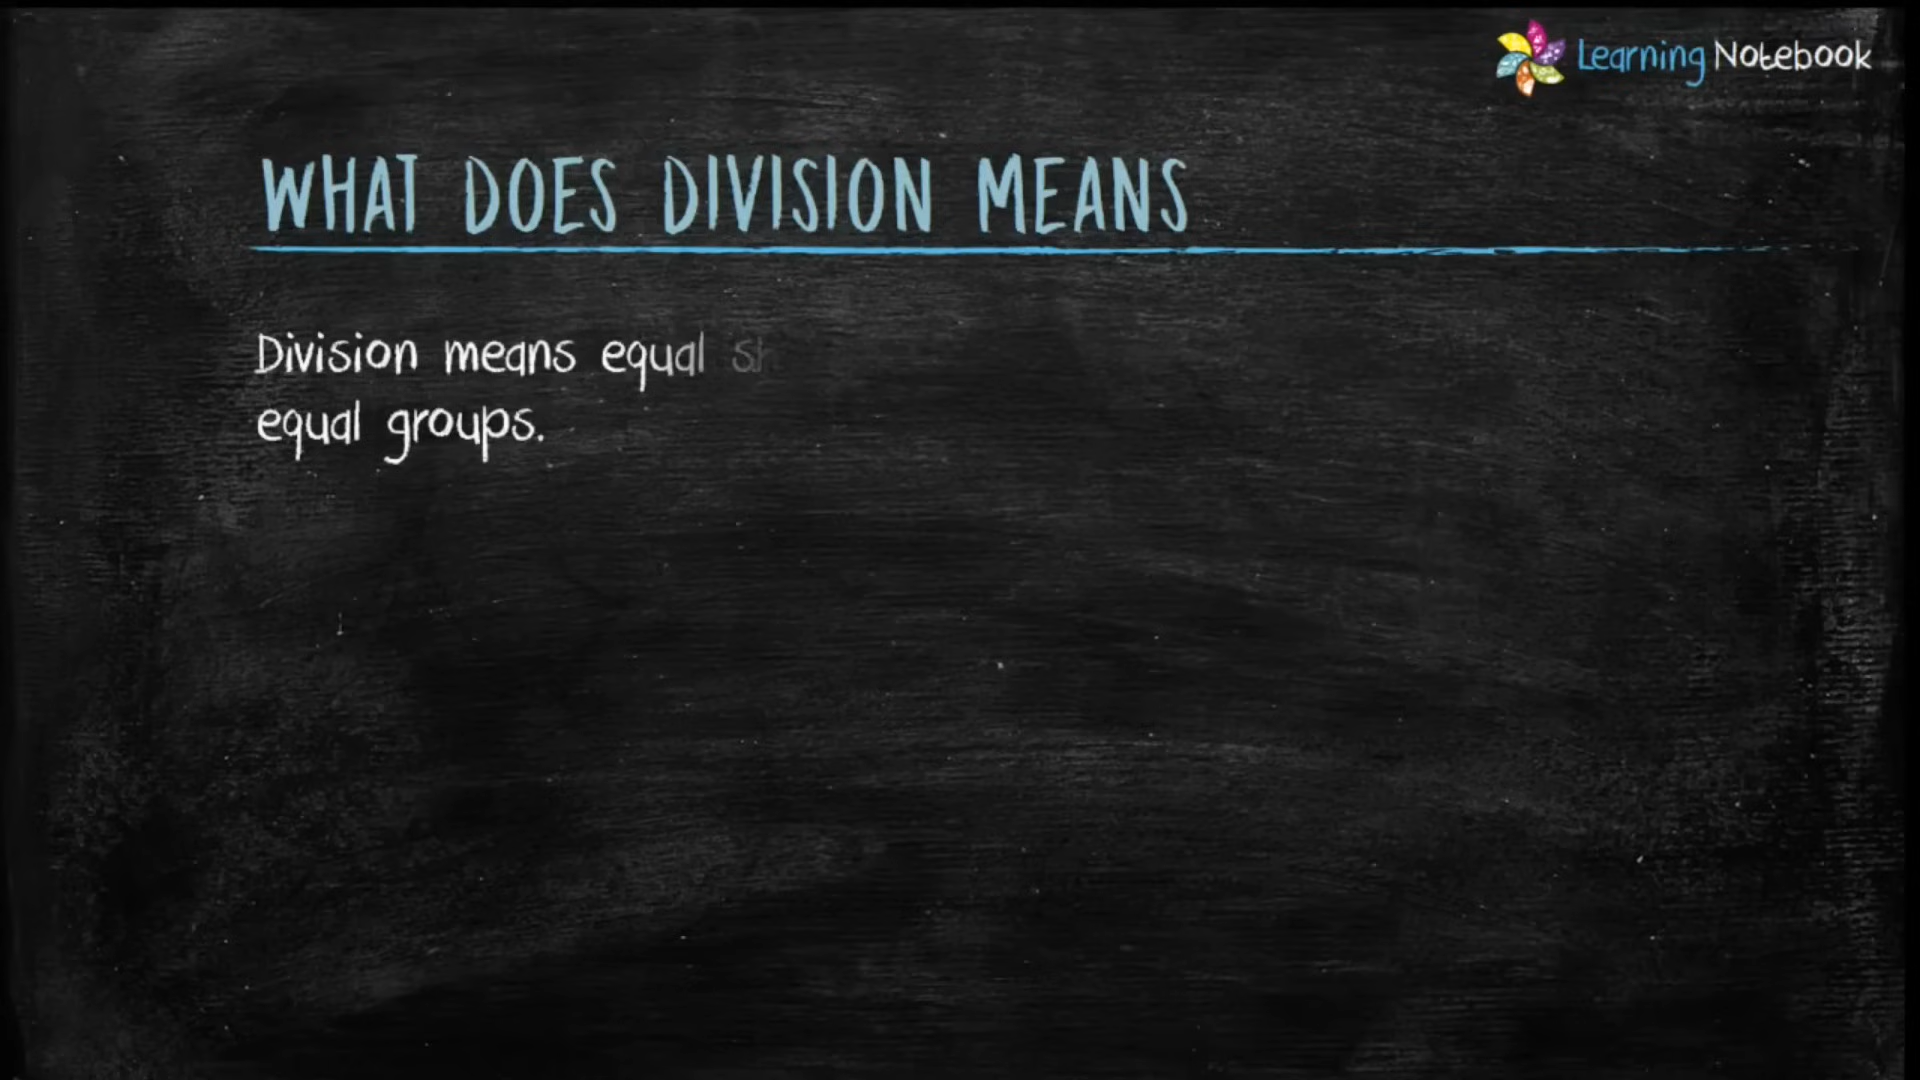 Learning Notebook
WHAT DOES DIVISION MEANS
Division means equal
equal groups.